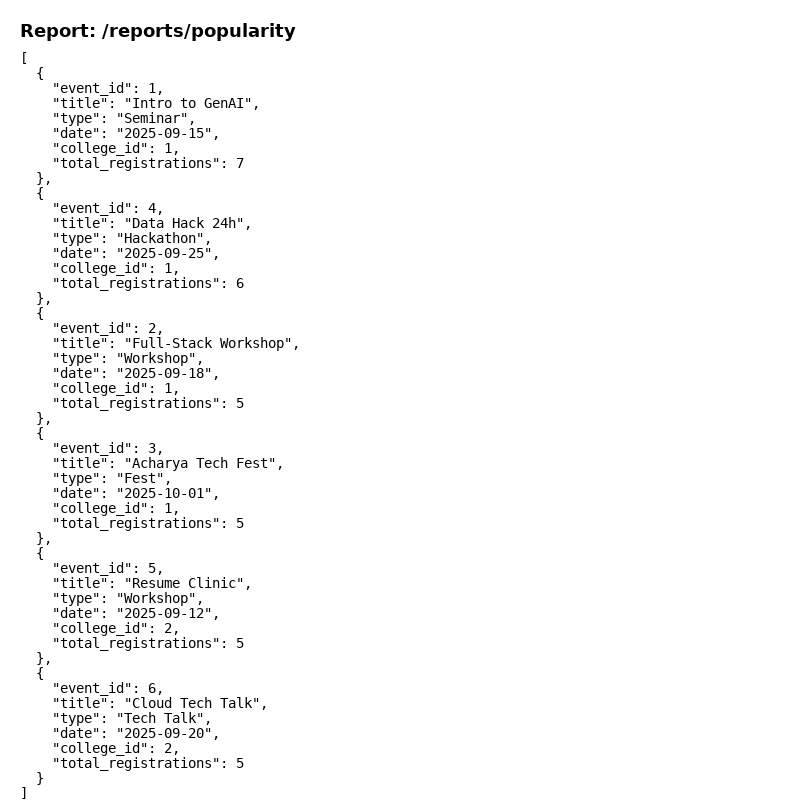 Report: /reports/popularity
[
  {
    "event_id": 1,
    "title": "Intro to GenAI",
    "type": "Seminar",
    "date": "2025-09-15",
    "college_id": 1,
    "total_registrations": 7
  },
  {
    "event_id": 4,
    "title": "Data Hack 24h",
    "type": "Hackathon",
    "date": "2025-09-25",
    "college_id": 1,
    "total_registrations": 6
  },
  {
    "event_id": 2,
    "title": "Full-Stack Workshop",
    "type": "Workshop",
    "date": "2025-09-18",
    "college_id": 1,
    "total_registrations": 5
  },
  {
    "event_id": 3,
    "title": "Acharya Tech Fest",
    "type": "Fest",
    "date": "2025-10-01",
    "college_id": 1,
    "total_registrations": 5
  },
  {
    "event_id": 5,
    "title": "Resume Clinic",
    "type": "Workshop",
    "date": "2025-09-12",
    "college_id": 2,
    "total_registrations": 5
  },
  {
    "event_id": 6,
    "title": "Cloud Tech Talk",
    "type": "Tech Talk",
    "date": "2025-09-20",
    "college_id": 2,
    "total_registrations": 5
  }
]